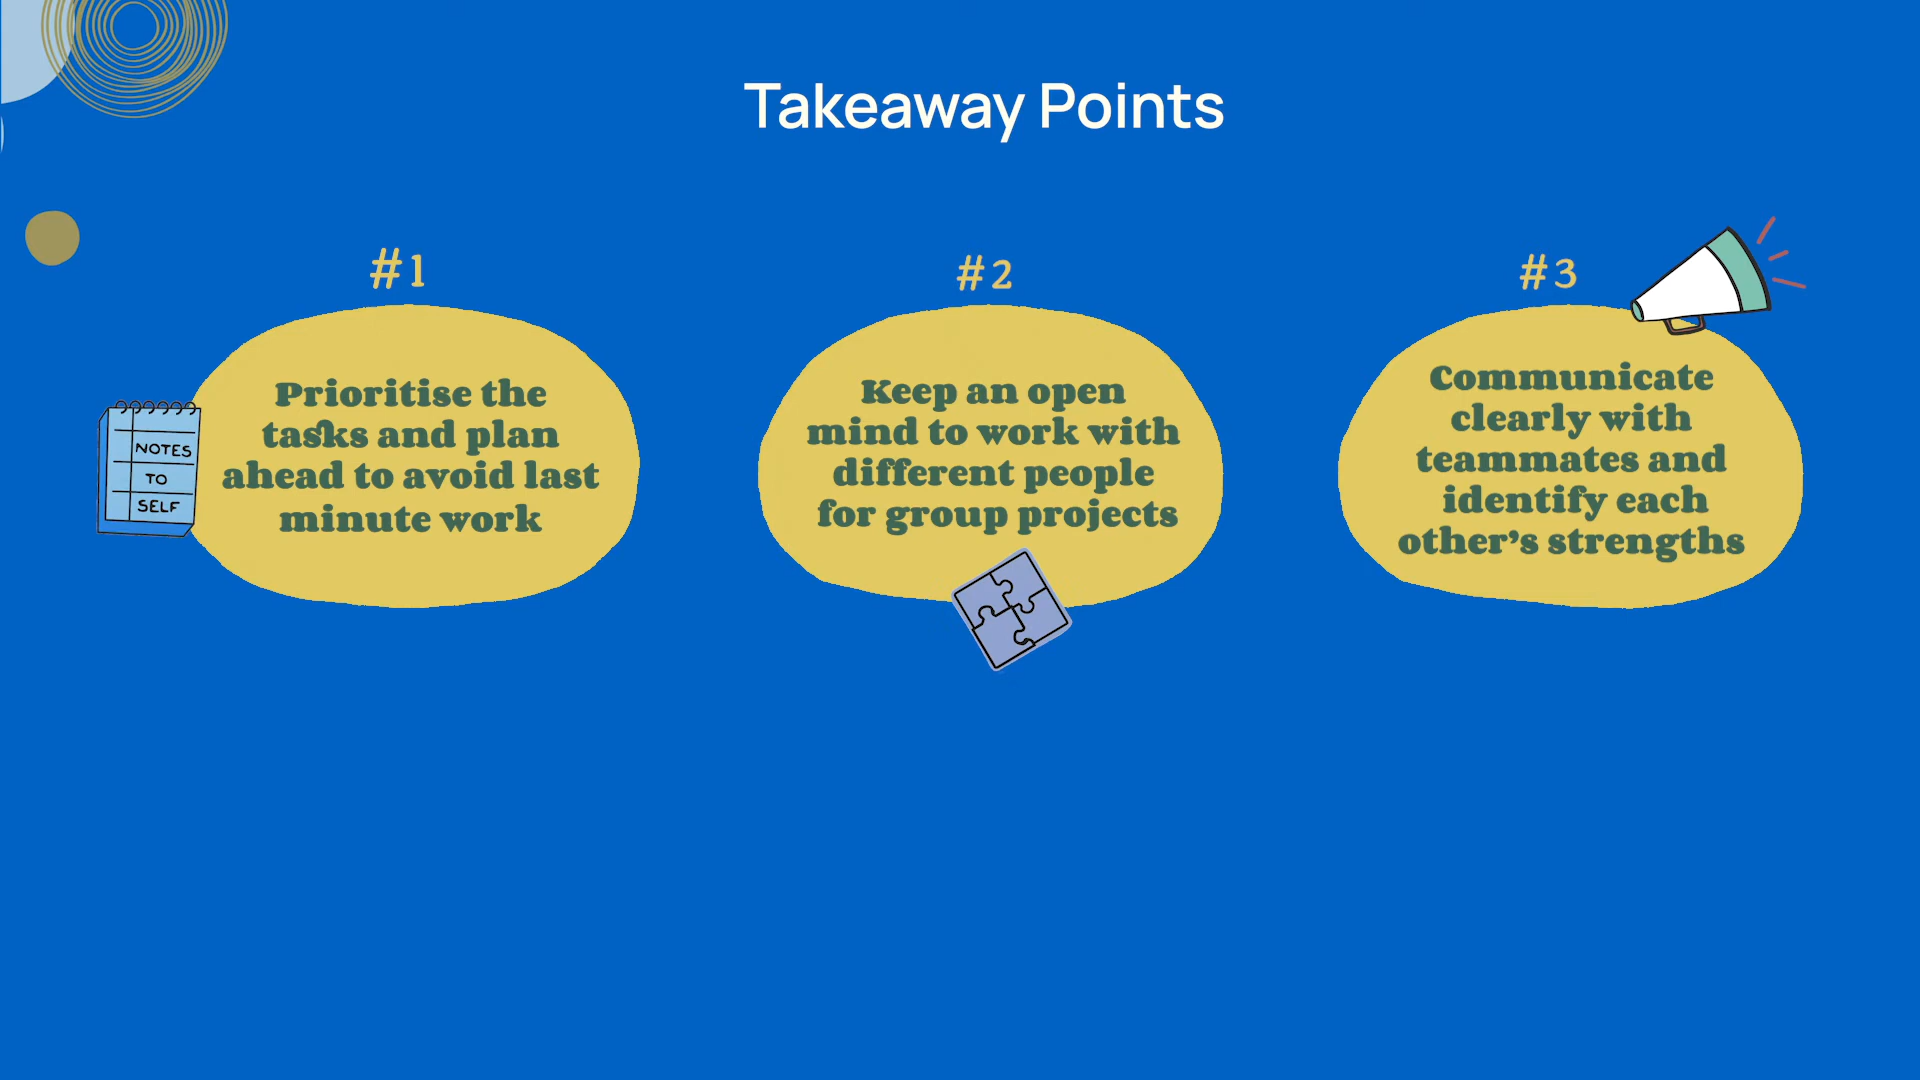 Takeaway Points
#1
Prioritise the
tasks and plan
ahead to avoid last
minute work
NOTES
TO
SELF
#2
Keep an open
mind to work with
different people
for group projects
#3
Communicate
clearly with
teammates and
identify each
other’s strengths